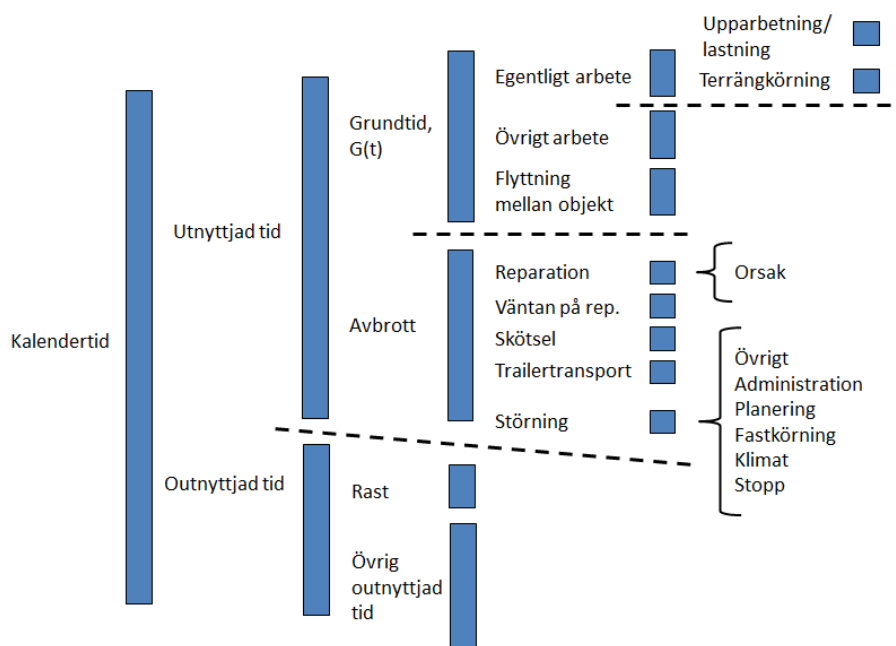 Kalendertid
Utnyttjad tid
Outnyttjad tid
Grundtid,
G(t)
Avbrott
Rast
Övrig
outnyttjad
tid
Egentligt arbete
Övrigt arbete
Flyttning
mellan objekt
Reparation
Väntan på rep.
Skötsel
Trailertransport
Störning
Upparbetning/
lastning
Terrängkörning
Orsak
Övrigt
Administration
Planering
Fastkörning
Klimat
Stopp